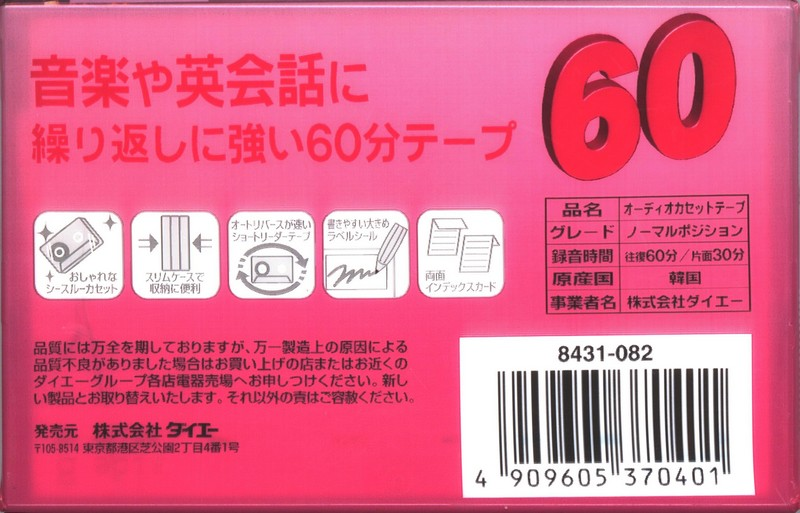 音楽や英会話に
60
繰り返しに強い60分テープ
おしゃれな
シースルーカセット
スリムケースで
収納に便利
オートリバースが速い
ショートリーダーテープ
書きやすい大きめ
ラベルシール
両面
インデックスカード
品名 オーディオカセットテープ
グレード ノーマルポジション
録音時間 往復60分/片面30分
原産国 韓国
事業者名 株式会社ダイエー
品質には万全を期しておりますが、万一製造上の原因による
品質不良がありました場合はお買い上げの店またはお近くの
ダイエーグループ各店電器売場へお申しつけください。新し
い製品とお取り替えいたします。それ以外の責はご容赦ください。
発売元 株式会社 ダイエー
〒105-8514 東京都港区芝公園2丁目4番1号
8431-082
4 909605 370401